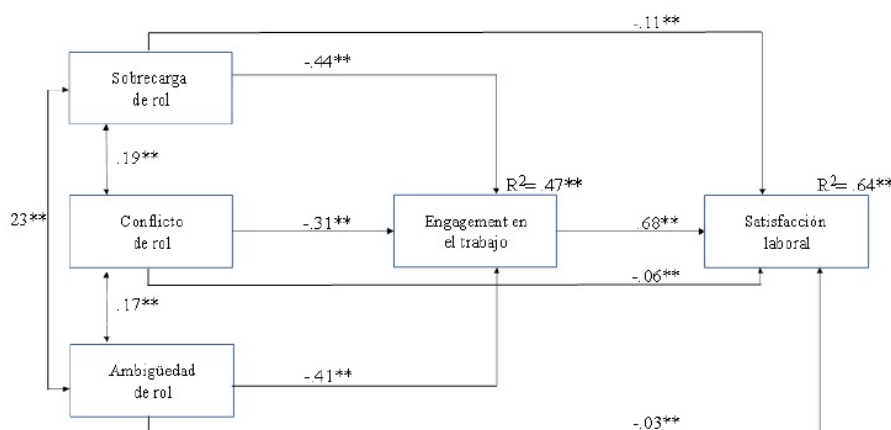 -.11**
Sobrecarga
de rol
-.44**
.19**
R²= .47**
R²= .64**
23**
Conflicto
de rol
-.31**
Engagement en
el trabajo
.68**
Satisfacción
laboral
-.06**
.17**
Ambigüedad
de rol
-.41**
-.03**